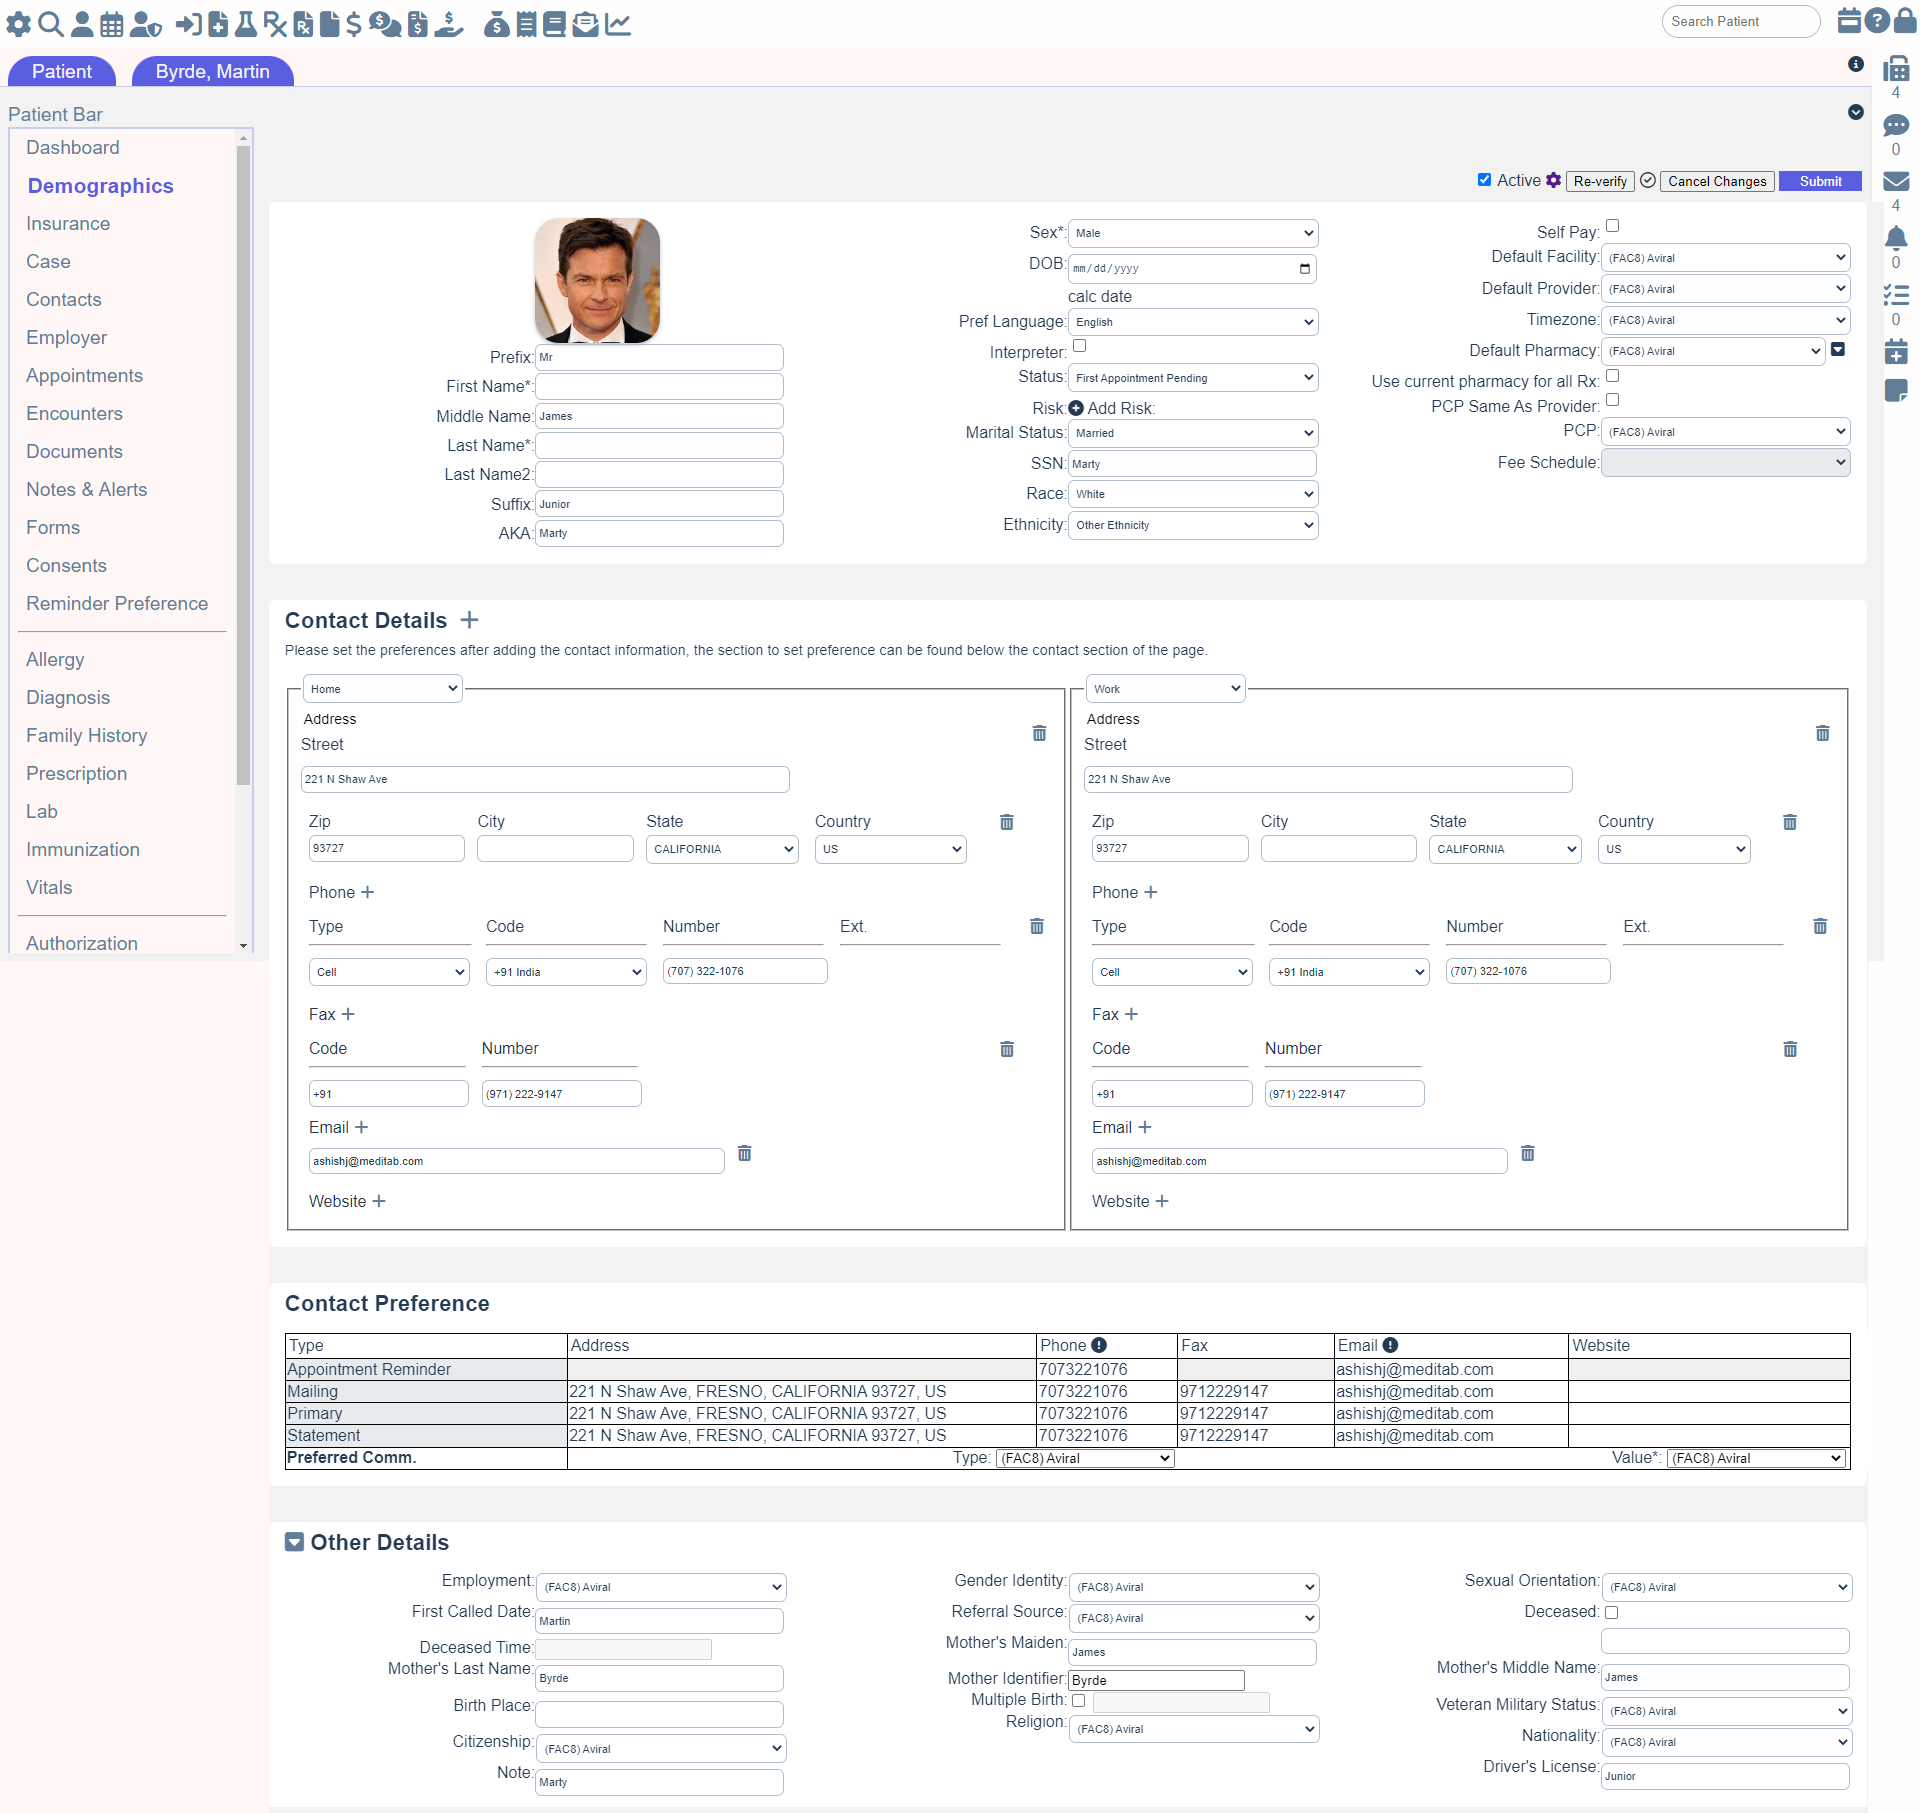 Search Patient
Patient
Byrde, Martin
4
Patient Bar
0
4
0
0
Dashboard
Demographics
Insurance
Case
Contacts
Employer
Appointments
Encounters
Documents
Notes & Alerts
Forms
Consents
Reminder Preference
Allergy
Diagnosis
Family History
Prescription
Lab
Immunization
Vitals
Authorization
Active Re-verify Cancel Changes Submit
Prefix: Mr
First Name*:
Middle Name: James
Last Name*:
Last Name2:
Suffix: Junior
AKA: Marty
Sex*: Male
DOB: mm/dd/yyyy
calc date
Pref Language: English
Interpreter:
Status: First Appointment Pending
Risk: Add Risk:
Marital Status: Married
SSN: Marty
Race: White
Ethnicity: Other Ethnicity
Self Pay:
Default Facility: (FAC8) Aviral
Default Provider: (FAC8) Aviral
Timezone: (FAC8) Aviral
Default Pharmacy: (FAC8) Aviral
Use current pharmacy for all Rx:
PCP Same As Provider:
PCP: (FAC8) Aviral
Fee Schedule:
Contact Details
Please set the preferences after adding the contact information, the section to set preference can be found below the contact section of the page.
Home
Address
Street
221 N Shaw Ave
Zip City State Country
93727 CALIFORNIA US
Phone
Type Code Number Ext.
Cell +91 India (707) 322-1076
Fax
Code Number
+91 (971) 222-9147
Email
ashishj@meditab.com
Website
Work
Address
Street
221 N Shaw Ave
Zip City State Country
93727 CALIFORNIA US
Phone
Type Code Number Ext.
Cell +91 India (707) 322-1076
Fax
Code Number
+91 (971) 222-9147
Email
ashishj@meditab.com
Website
Contact Preference
Type Address Phone Fax Email Website
Appointment Reminder 7073221076 ashishj@meditab.com
Mailing 221 N Shaw Ave, FRESNO, CALIFORNIA 93727, US 7073221076 9712229147 ashishj@meditab.com
Primary 221 N Shaw Ave, FRESNO, CALIFORNIA 93727, US 7073221076 9712229147 ashishj@meditab.com
Statement 221 N Shaw Ave, FRESNO, CALIFORNIA 93727, US 7073221076 9712229147 ashishj@meditab.com
Preferred Comm. Type: (FAC8) Aviral Value*: (FAC8) Aviral
Other Details
Employment: (FAC8) Aviral
First Called Date: Martin
Deceased Time:
Mother's Last Name: Byrde
Birth Place:
Citizenship: (FAC8) Aviral
Note: Marty
Gender Identity: (FAC8) Aviral
Referral Source: (FAC8) Aviral
Mother's Maiden: James
Mother Identifier: Byrde
Multiple Birth:
Religion: (FAC8) Aviral
Sexual Orientation: (FAC8) Aviral
Deceased:
Mother's Middle Name: James
Veteran Military Status: (FAC8) Aviral
Nationality: (FAC8) Aviral
Driver's License: Junior